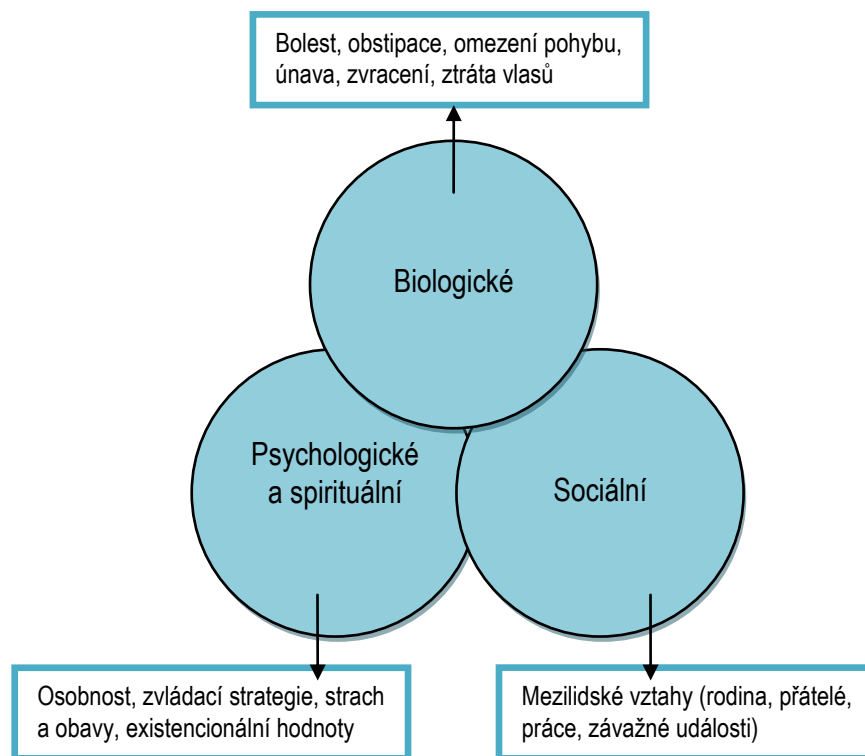 Bolest, obstipace, omezení pohybu,
únava, zvracení, ztráta vlasů
Biologické
Psychologické
a spirituální
Sociální
Osobnost, zvládací strategie, strach
a obavy, existencionální hodnoty
Mezilidské vztahy (rodina, přátelé,
práce, závažné události)